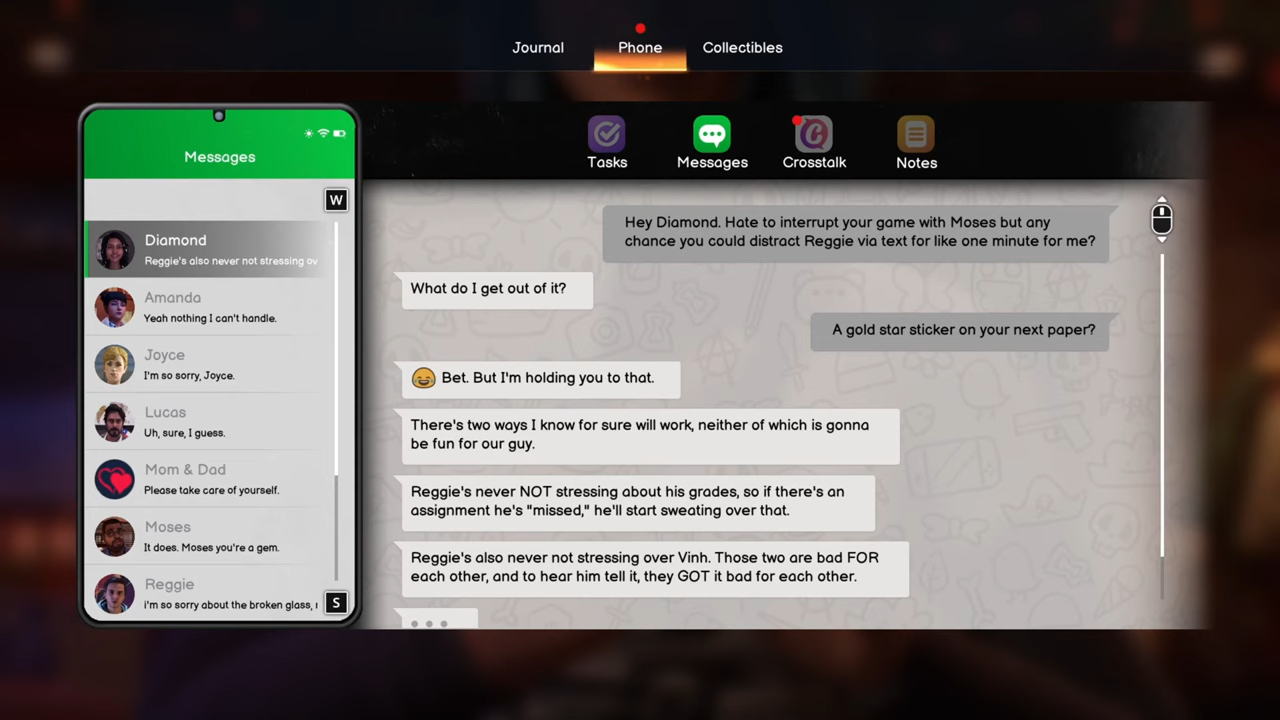 Journal
Phone
Collectibles
Messages
W
Diamond
Reggie's also never not stressing ov
Amanda
Yeah nothing I can't handle.
Joyce
I'm so sorry, Joyce.
Lucas
Uh, sure, I guess.
Mom & Dad
Please take care of yourself.
Moses
It does. Moses you're a gem.
Reggie
i'm so sorry about the broken glass,
S
Tasks
Messages
Crosstalk
Notes
Hey Diamond. Hate to interrupt your game with Moses but any
chance you could distract Reggie via text for like one minute for me?
What do I get out of it?
A gold star sticker on your next paper?
Bet. But I'm holding you to that.
There's two ways I know for sure will work, neither of which is gonna
be fun for our guy.
Reggie's never NOT stressing about his grades, so if there's an
assignment he's "missed," he'll start sweating over that.
Reggie's also never not stressing over Vinh. Those two are bad FOR
each other, and to hear him tell it, they GOT it bad for each other.